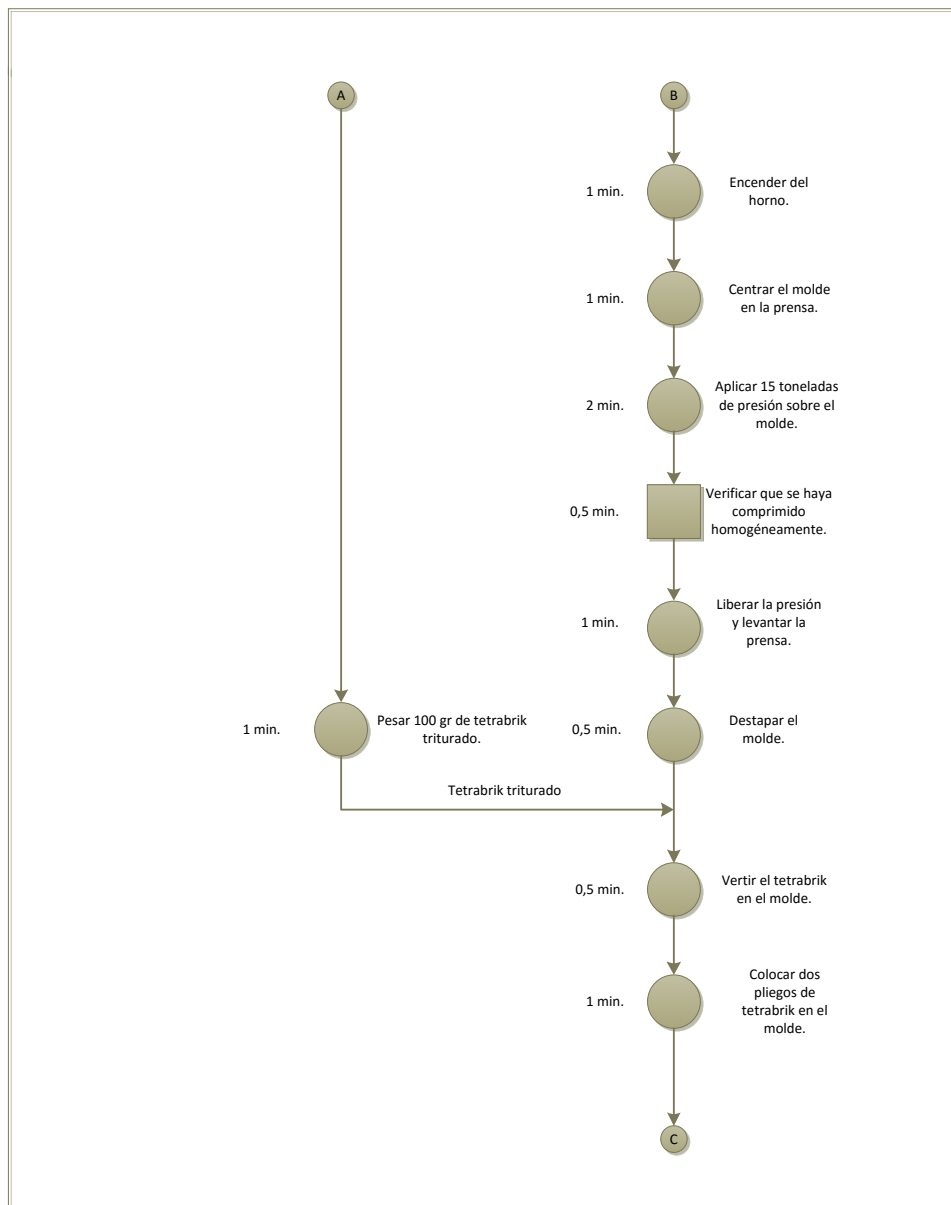 A
B
1 min.
Encender del
horno.
1 min.
Centrar el molde
en la prensa.
2 min.
Aplicar 15 toneladas
de presión sobre el
molde.
0,5 min.
Verificar que se haya
comprimido
homogéneamente.
1 min.
Liberar la presión
y levantar la
prensa.
1 min.
Pesar 100 gr de tetrabrik
triturado.
0,5 min.
Destapar el
molde.
Tetrabrik triturado
0,5 min.
Vertir el tetrabrik
en el molde.
1 min.
Colocar dos
pliegos de
tetrabrik en el
molde.
C